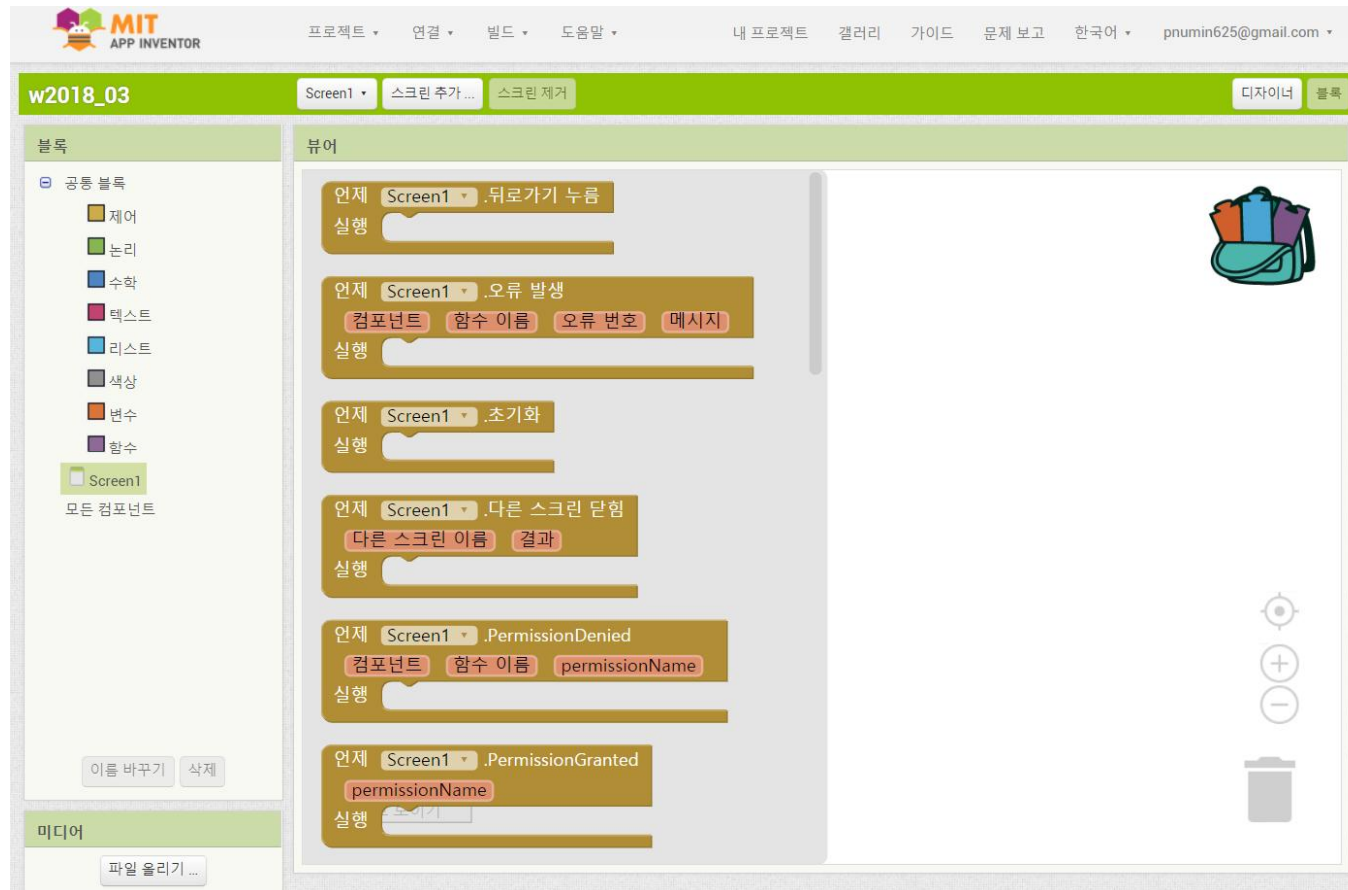 MIT
APP INVENTOR
프로젝트 연결 빌드 도움말 내 프로젝트 갤러리 가이드 문제 보고 한국어 pnumin625@gmail.com
w2018_03 Screen1 스크린 추가 ... 스크린 제거 디자이너 블록
블록
공통 블록
제어
논리
수학
텍스트
리스트
색상
변수
함수
Screen1
모든 컴포넌트
이름 바꾸기 삭제
미디어
파일 올리기 ...
뷰어
언제 Screen1 .뒤로가기 누름
실행
언제 Screen1 .오류 발생
컴포넌트 함수 이름 오류 번호 메시지
실행
언제 Screen1 .초기화
실행
언제 Screen1 .다른 스크린 닫힘
다른 스크린 이름 결과
실행
언제 Screen1 .PermissionDenied
컴포넌트 함수 이름 permissionName
실행
언제 Screen1 .PermissionGranted
permissionName
실행